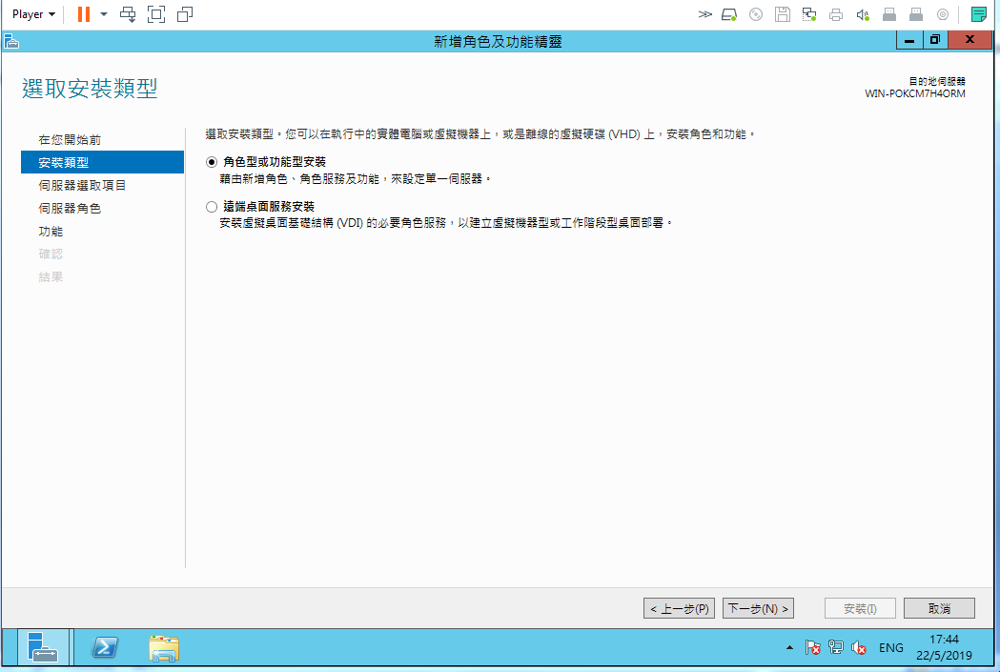 Player
新增角色及功能精靈
選取安裝類型
目的地伺服器
WIN-POKCM7H4ORM
在您開始前
安裝類型
伺服器選取項目
伺服器角色
功能
確認
結果
選取安裝類型。您可以在執行中的實體電腦或虛擬機器上，或是離線的虛擬硬碟 (VHD) 上，安裝角色和功能。
角色型或功能型安裝
藉由新增角色、角色服務及功能，來設定單一伺服器。
遠端桌面服務安裝
安裝虛擬桌面基礎結構 (VDI) 的必要角色服務，以建立虛擬機器型或工作階段型桌面部署。
< 上一步(P)
下一步(N) >
安裝(I)
取消
ENG
17:44
22/5/2019